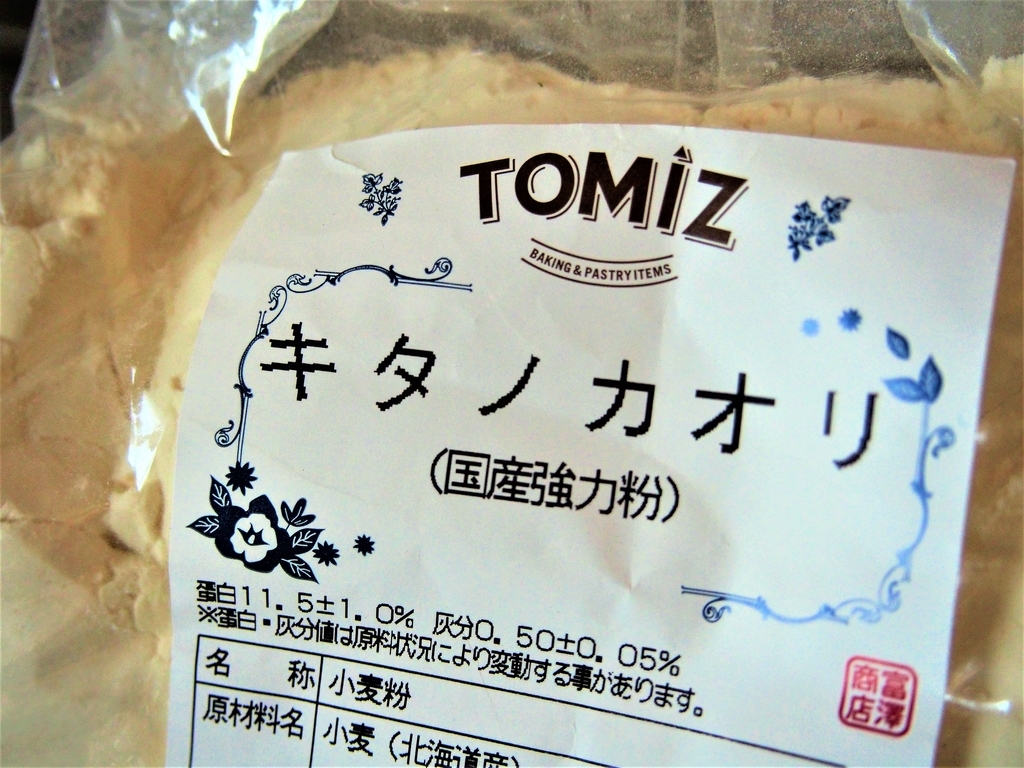 TOMIZ
BAKING & PASTRY ITEMS
キタノカオリ
(国産強力粉)
蛋白11.5±1.0% 灰分0.50±0.05%
※蛋白・灰分値は原料状況により変動する事があります。
名 称 小麦粉
原材料名 小麦(北海道産)
富澤商店